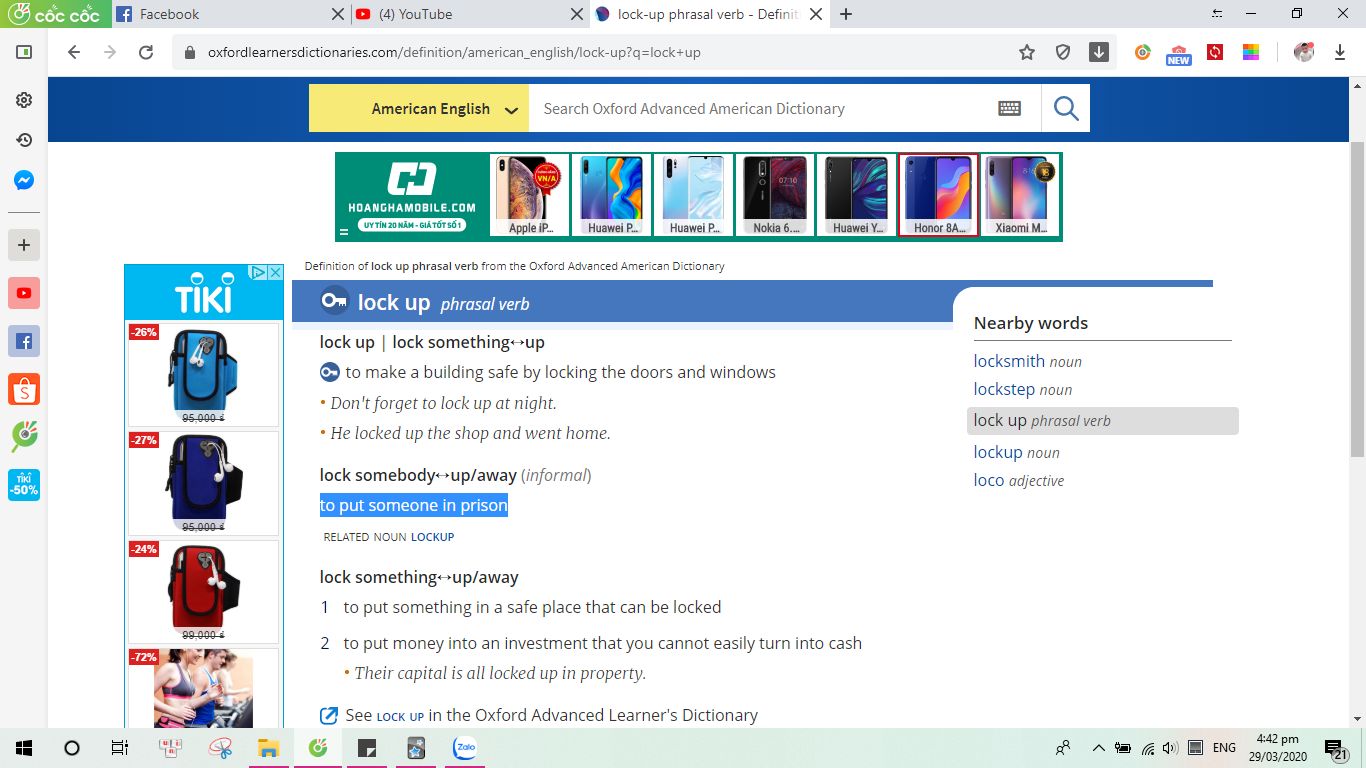 cốc cốc
Facebook
(4) YouTube
lock-up phrasal verb - Definit
oxfordlearnersdictionaries.com/definition/american_english/lock-up?q=lock+up
NEW
American English
Search Oxford Advanced American Dictionary
HOANGHAMOBILE.COM
UY TÍN 20 NĂM - GIÁ TỐT SỐ 1
VN/A
Apple iP...
Huawei P...
Huawei P...
07:10
Nokia 6....
Huawei Y...
Honor 8A...
18
Xiaomi M...
Definition of lock up phrasal verb from the Oxford Advanced American Dictionary
TIKI
-26%
95,000 ₫
-27%
95,000 ₫
-24%
99,000 ₫
-72%
TIKI
-50%
lock up phrasal verb
lock up | lock something↔up
to make a building safe by locking the doors and windows
• Don't forget to lock up at night.
• He locked up the shop and went home.
lock somebody↔up/away (informal)
to put someone in prison
RELATED NOUN LOCKUP
lock something↔up/away
1 to put something in a safe place that can be locked
2 to put money into an investment that you cannot easily turn into cash
• Their capital is all locked up in property.
See LOCK UP in the Oxford Advanced Learner's Dictionary
Nearby words
locksmith noun
lockstep noun
lock up phrasal verb
lockup noun
loco adjective
Zalo
ENG
4:42 pm
29/03/2020
21